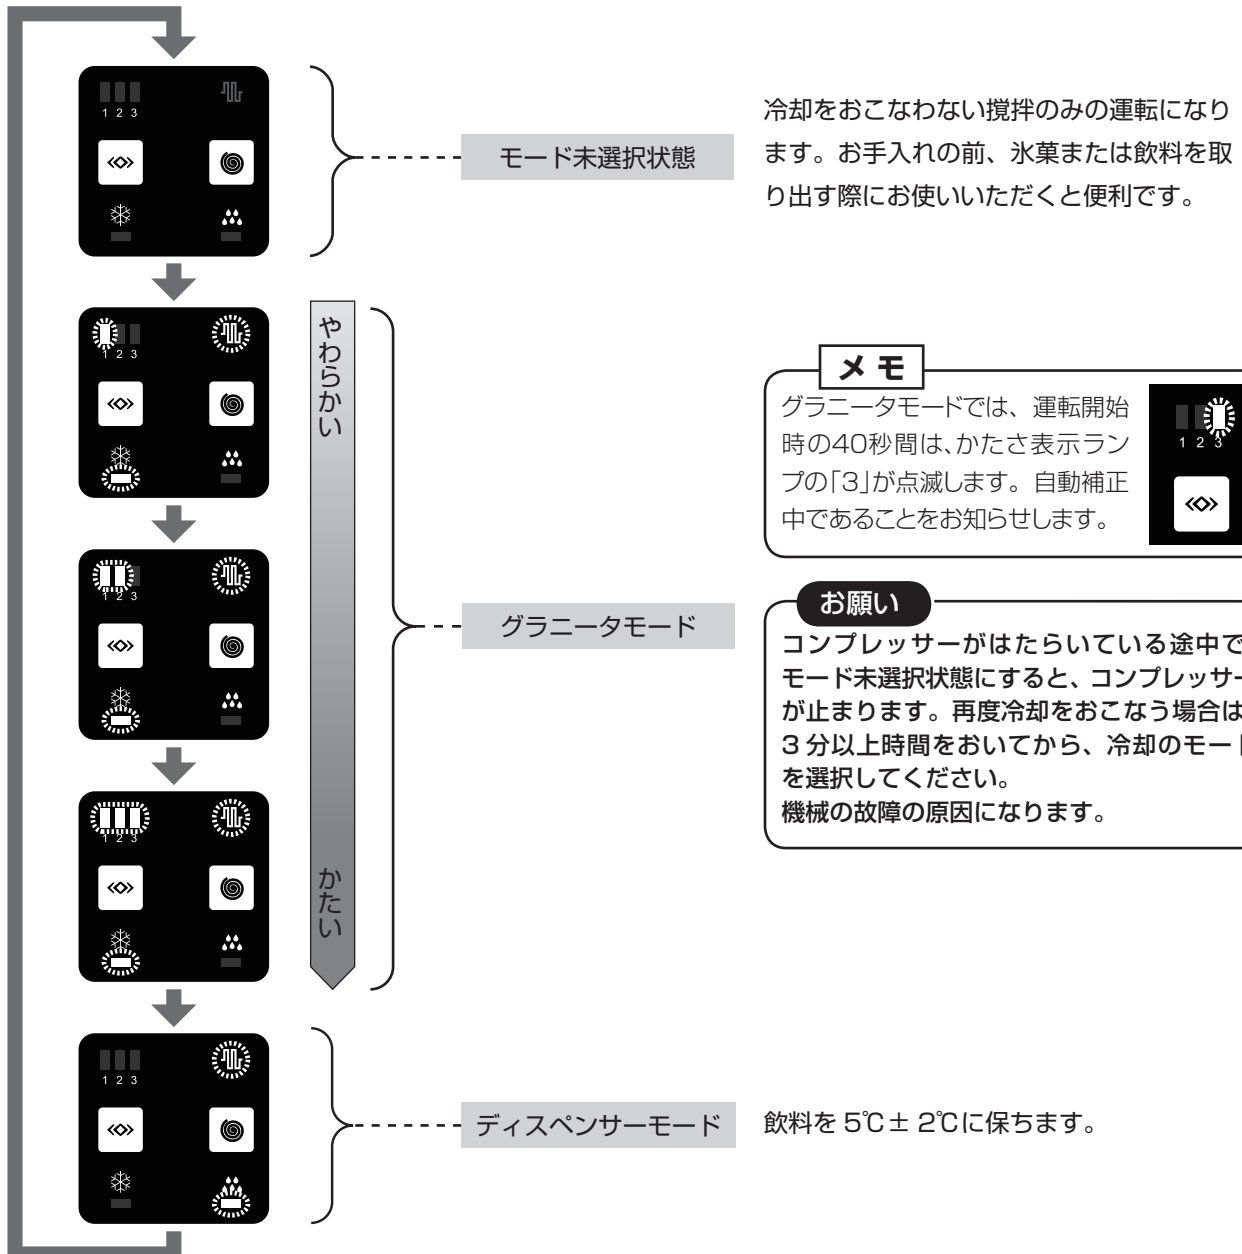 1 2 3
モード未選択状態
冷却をおこなわない撹拌のみの運転になり
ます。お手入れの前、氷菓または飲料を取
り出す際にお使いいただくと便利です。
1 2 3
やわらかい
1 2 3
1 2 3
かたい
グラニータモード
メモ
グラニータモードでは、運転開始
時の40秒間は、かたさ表示ラン
プの「3」が点滅します。自動補正
中であることをお知らせします。
1 2 3
お願い
コンプレッサーがはたらいている途中で
モード未選択状態にすると、コンプレッサー
が止まります。再度冷却をおこなう場合は
3分以上時間をおいてから、冷却のモー
を選択してください。
機械の故障の原因になります。
1 2 3
ディスペンサーモード
飲料を 5℃± 2℃に保ちます。